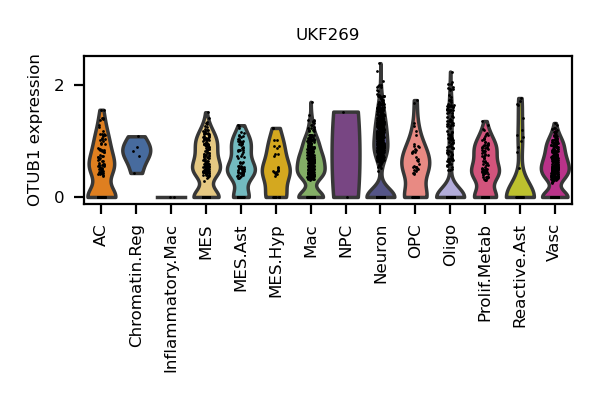 UKF269
OTUB1 expression
2
0
AC
Chromatin.Reg
Inflammatory.Mac
MES
MES.Ast
MES.Hyp
Mac
NPC
Neuron
OPC
Oligo
Prolif.Metab
Reactive.Ast
Vasc